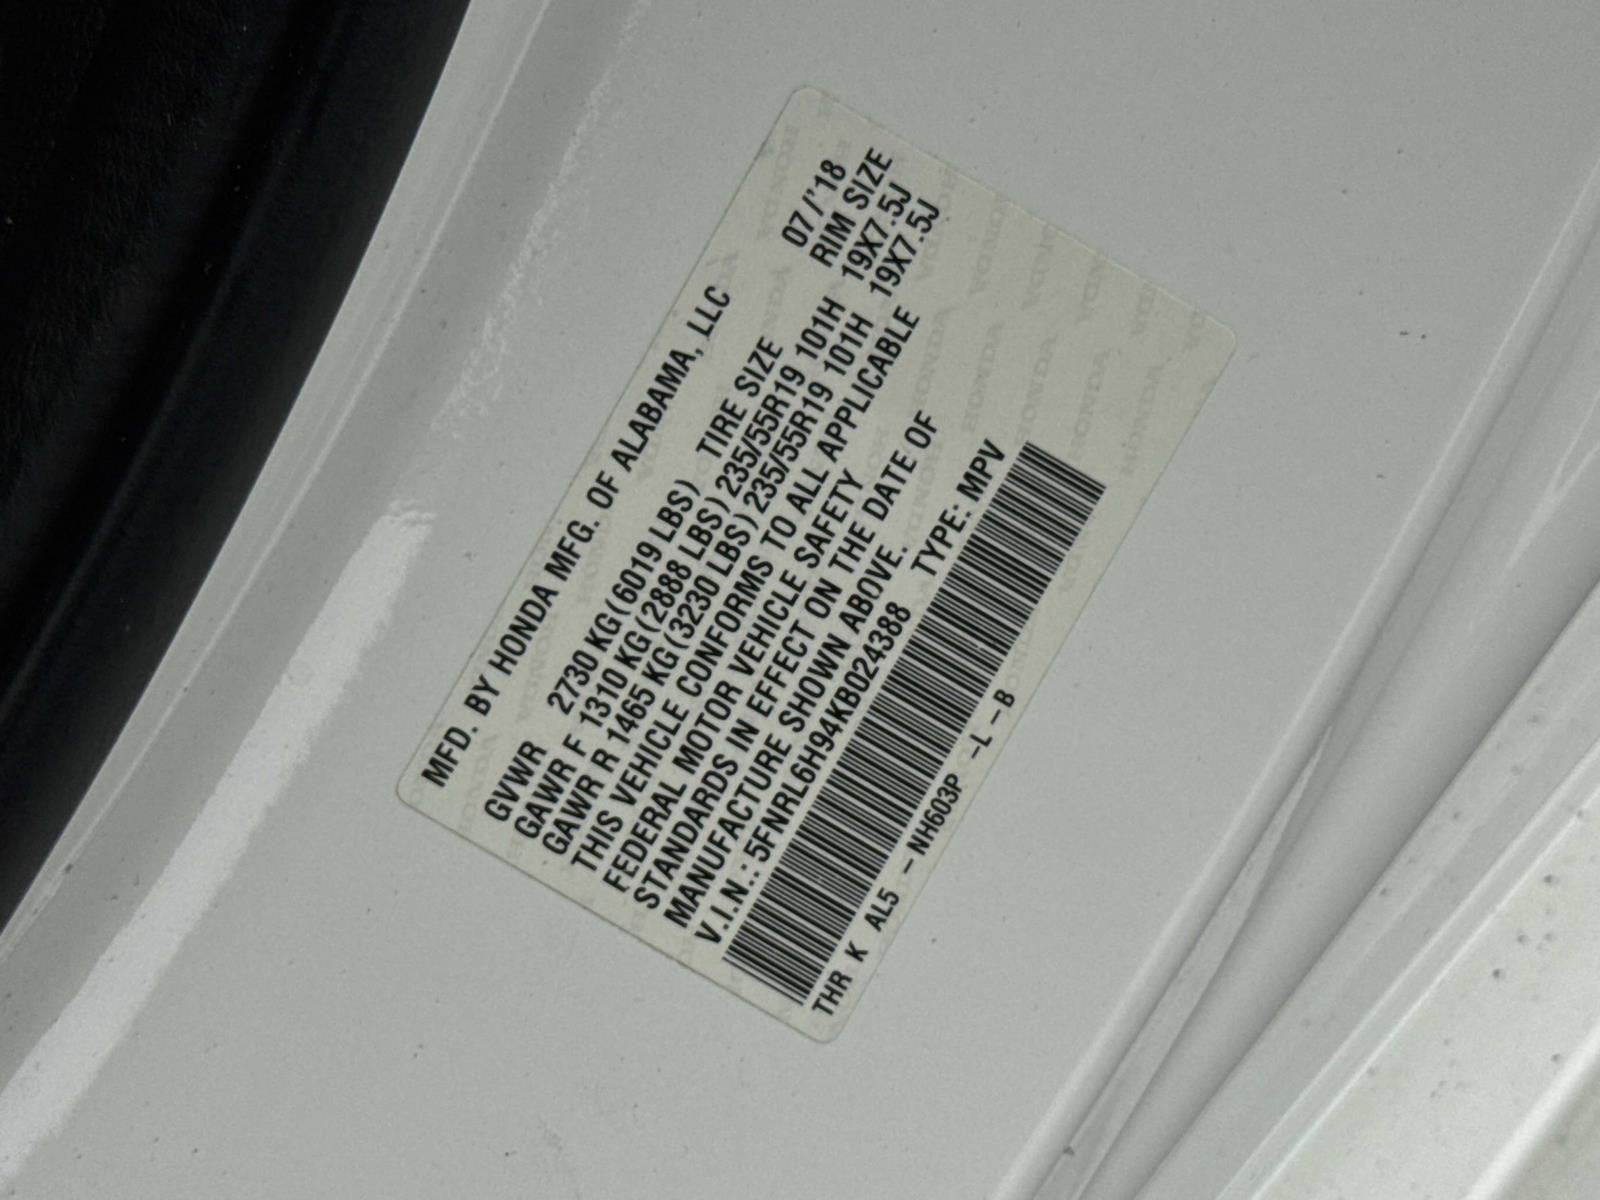 MFD. BY HONDA MFG. OF ALABAMA, LLC 07/'18
GVWR 2730 KG(6019 LBS) TIRE SIZE RIM SIZE
GAWR F 1310 KG(2888 LBS) 235/55R19 101H 19X7.5J
GAWR R 1465 KG(3230 LBS) 235/55R19 101H 19X7.5J
THIS VEHICLE CONFORMS TO ALL APPLICABLE
FEDERAL MOTOR VEHICLE SAFETY
STANDARDS IN EFFECT ON THE DATE OF
MANUFACTURE SHOWN ABOVE.
V.I.N.: 5FNRL6H94KB024388 TYPE: MPV
THR K AL5 -NH603P -L-B